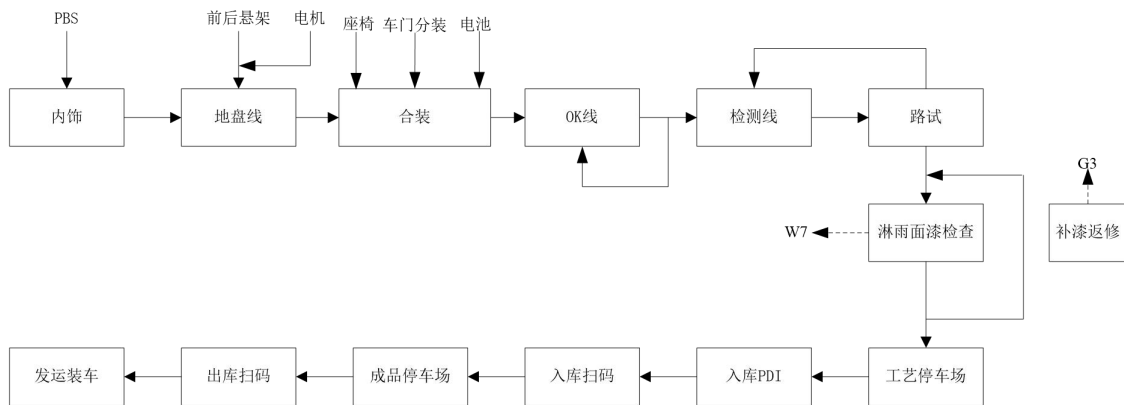 PBS
前后悬架
电机
座椅
车门分装
电池
内饰
地盘线
合装
OK线
检测线
路试
G3
W7
淋雨面漆检查
补漆返修
发运装车
出库扫码
成品停车场
入库扫码
入库PDI
工艺停车场